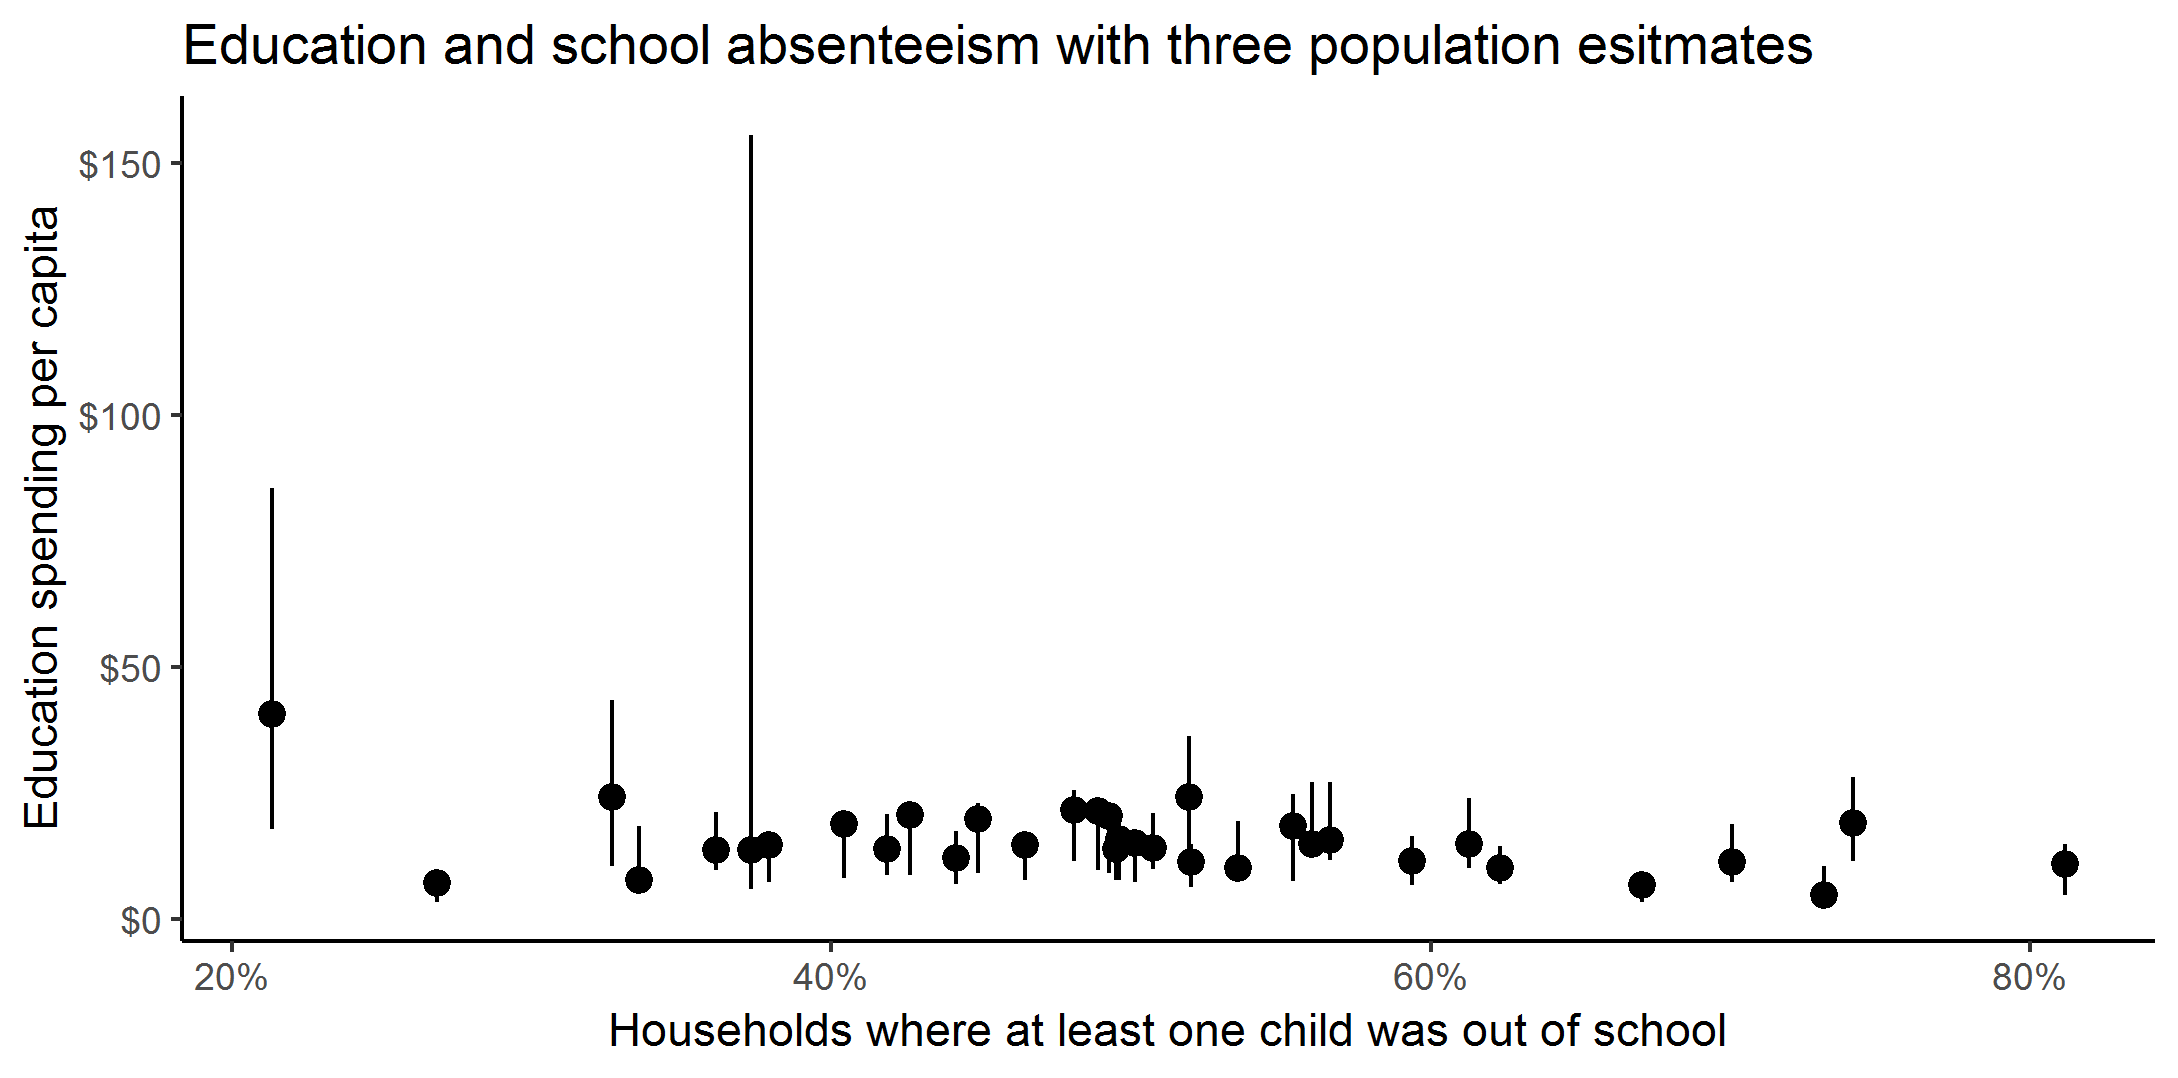 Education and school absenteeism with three population esitmates
Education spending per capita
$150
$100
$50
$0
20%
40%
60%
80%
Households where at least one child was out of school